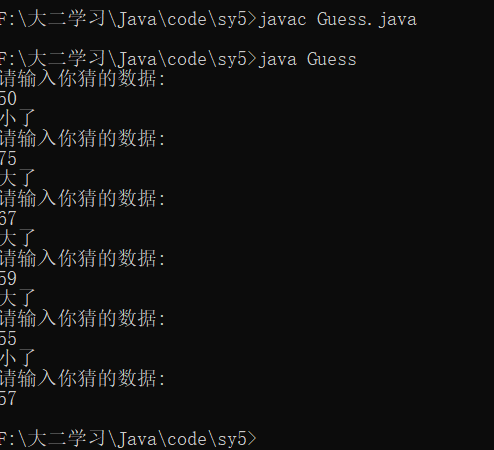 F:\大二学习\Java\code\sy5>javac Guess.java
F:\大二学习\Java\code\sy5>java Guess
请输入你猜的数据:
50
小了
请输入你猜的数据:
75
大了
请输入你猜的数据:
67
大了
请输入你猜的数据:
59
大了
请输入你猜的数据:
55
小了
请输入你猜的数据:
57
F:\大二学习\Java\code\sy5>